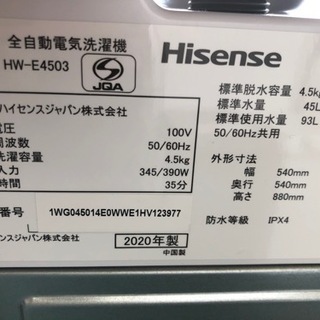 全自動電気洗濯機
HW-E4503
JQA
Hisense
ハイセンスジャパン株式会社
電圧 100V
周波数 50/60Hz
洗濯容量 4.5kg
入力 345/390W
時間 35分
番号 1WG045014E0WWE1HV123977
センスジャパン株式会社
2020年製
中国製
標準脱水容量 4.5kg
標準水量 45L
標準使用水量 93L
50/60Hz共用
外形寸法
幅 540mm
奥行 540mm
高さ 880mm
防水等級 IPX4